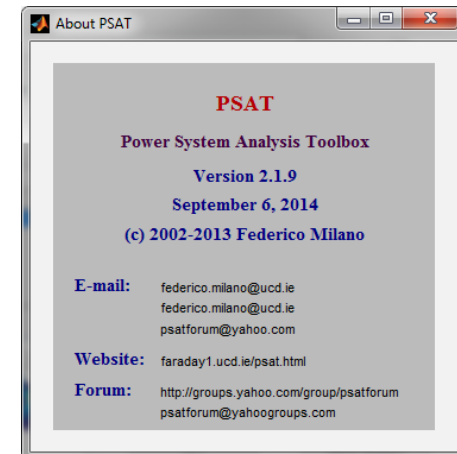 About PSAT
PSAT
Power System Analysis Toolbox
Version 2.1.9
September 6, 2014
(c) 2002-2013 Federico Milano
E-mail: federico.milano@ucd.ie
federico.milano@ucd.ie
psatforum@yahoo.com
Website: faraday1.ucd.ie/psat.html
Forum: http://groups.yahoo.com/group/psatforum
psatforum@yahoogroups.com